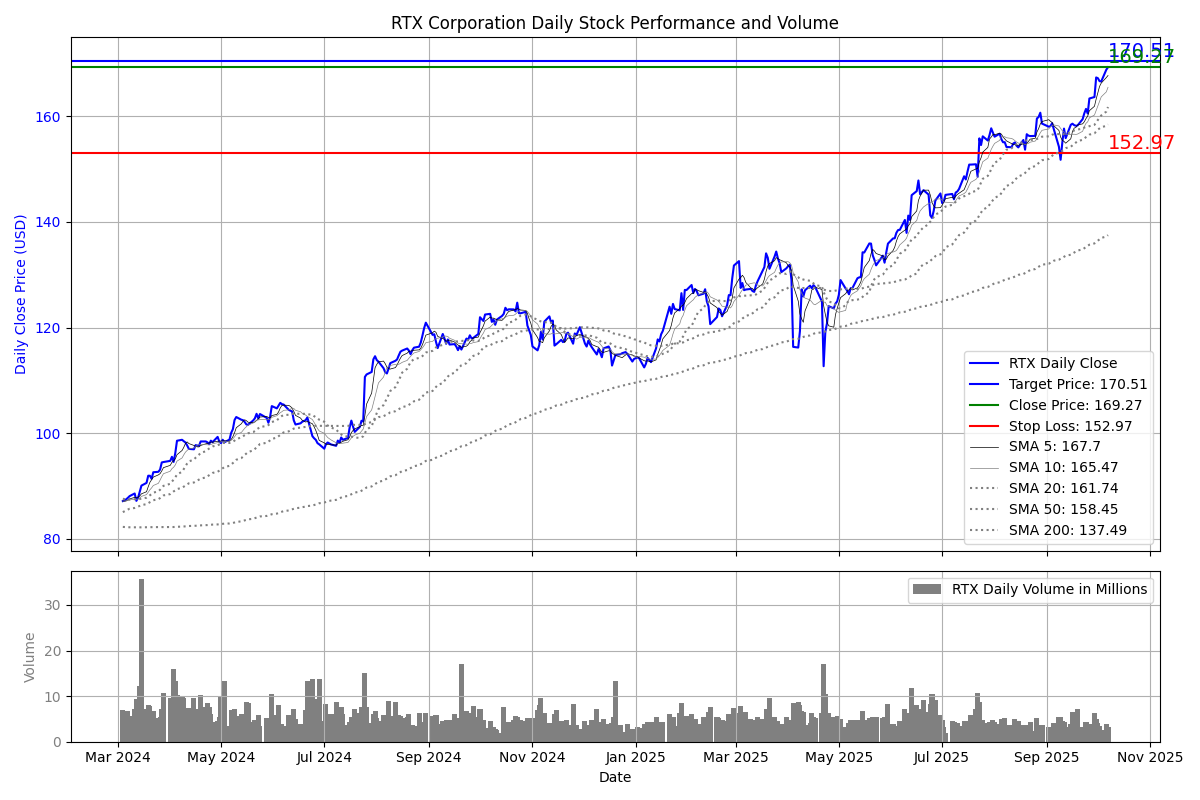 RTX Corporation Daily Stock Performance and Volume
170.51
169.27
152.97
Daily Close Price (USD)
160
140
120
100
80
RTX Daily Close
Target Price: 170.51
Close Price: 169.27
Stop Loss: 152.97
SMA 5: 167.7
SMA 10: 165.47
SMA 20: 161.74
SMA 50: 158.45
SMA 200: 137.49
RTX Daily Volume in Millions
Volume
30
20
10
0
Mar 2024 May 2024 Jul 2024 Sep 2024 Nov 2024 Jan 2025 Mar 2025 May 2025 Jul 2025 Sep 2025 Nov 2025
Date